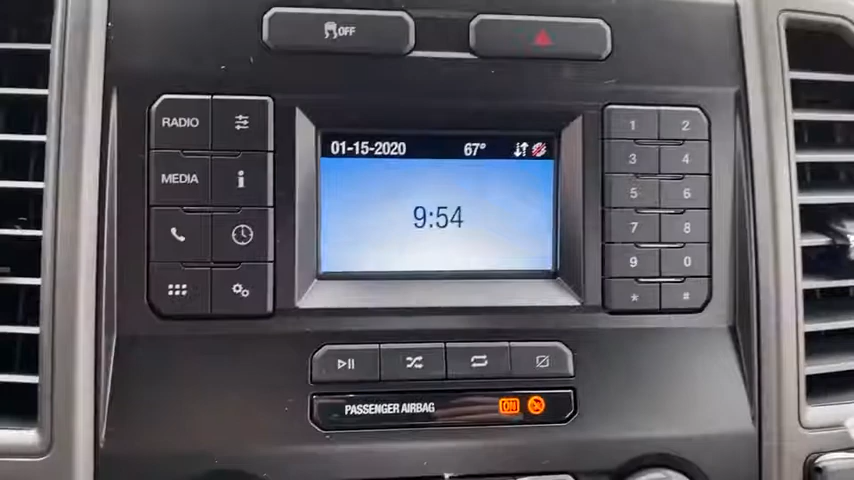 OFF
RADIO
MEDIA
01-15-2020 67°
9:54
1 2
3 4
5 6
7 8
9 0
* #
PASSENGER AIRBAG